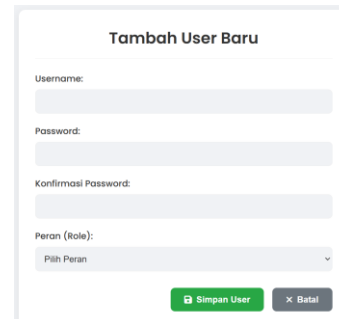 Tambah User Baru
Username:
Password:
Konfirmasi Password:
Peran (Role):
Pilih Peran
Simpan User
× Batal